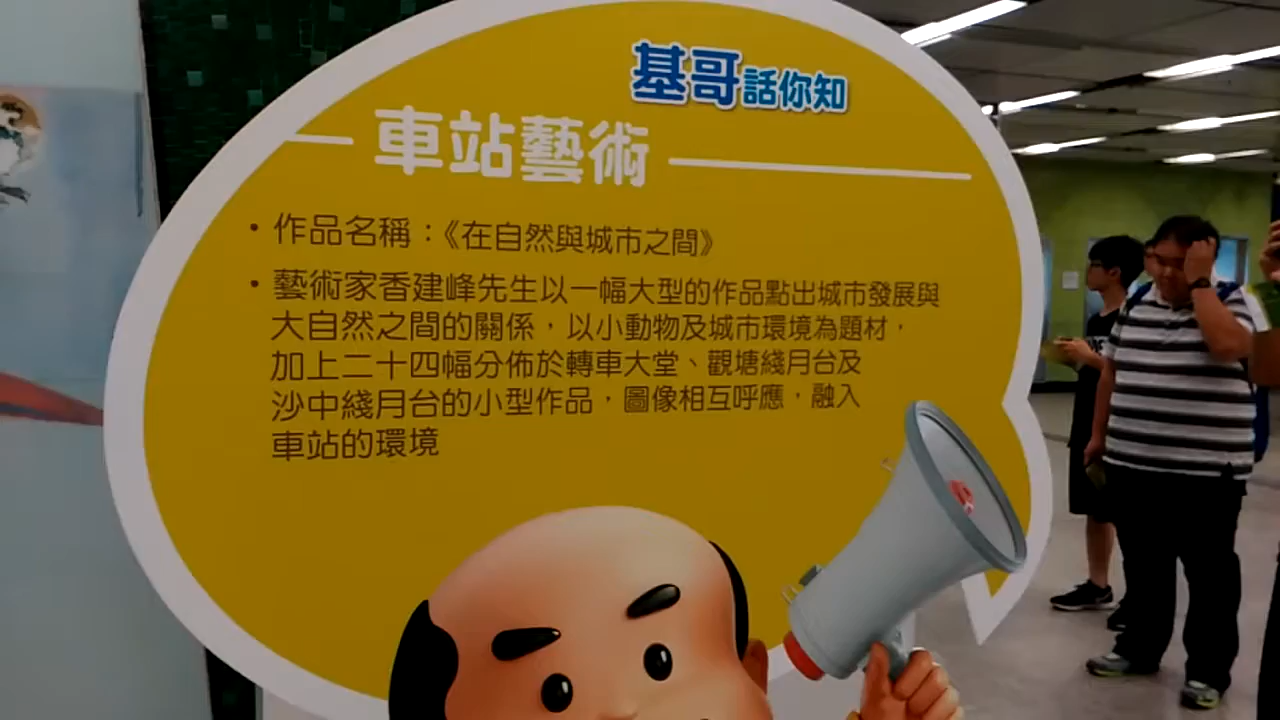 基哥話你知
車站藝術
•作品名稱：《在自然與城市之間》
•藝術家香建峰先生以一幅大型的作品點出城市發展與
大自然之間的關係，以小動物及城市環境為題材，
加上二十四幅分佈於轉車大堂、觀塘綫月台及
沙中綫月台的小型作品，圖像相互呼應，融入
車站的環境